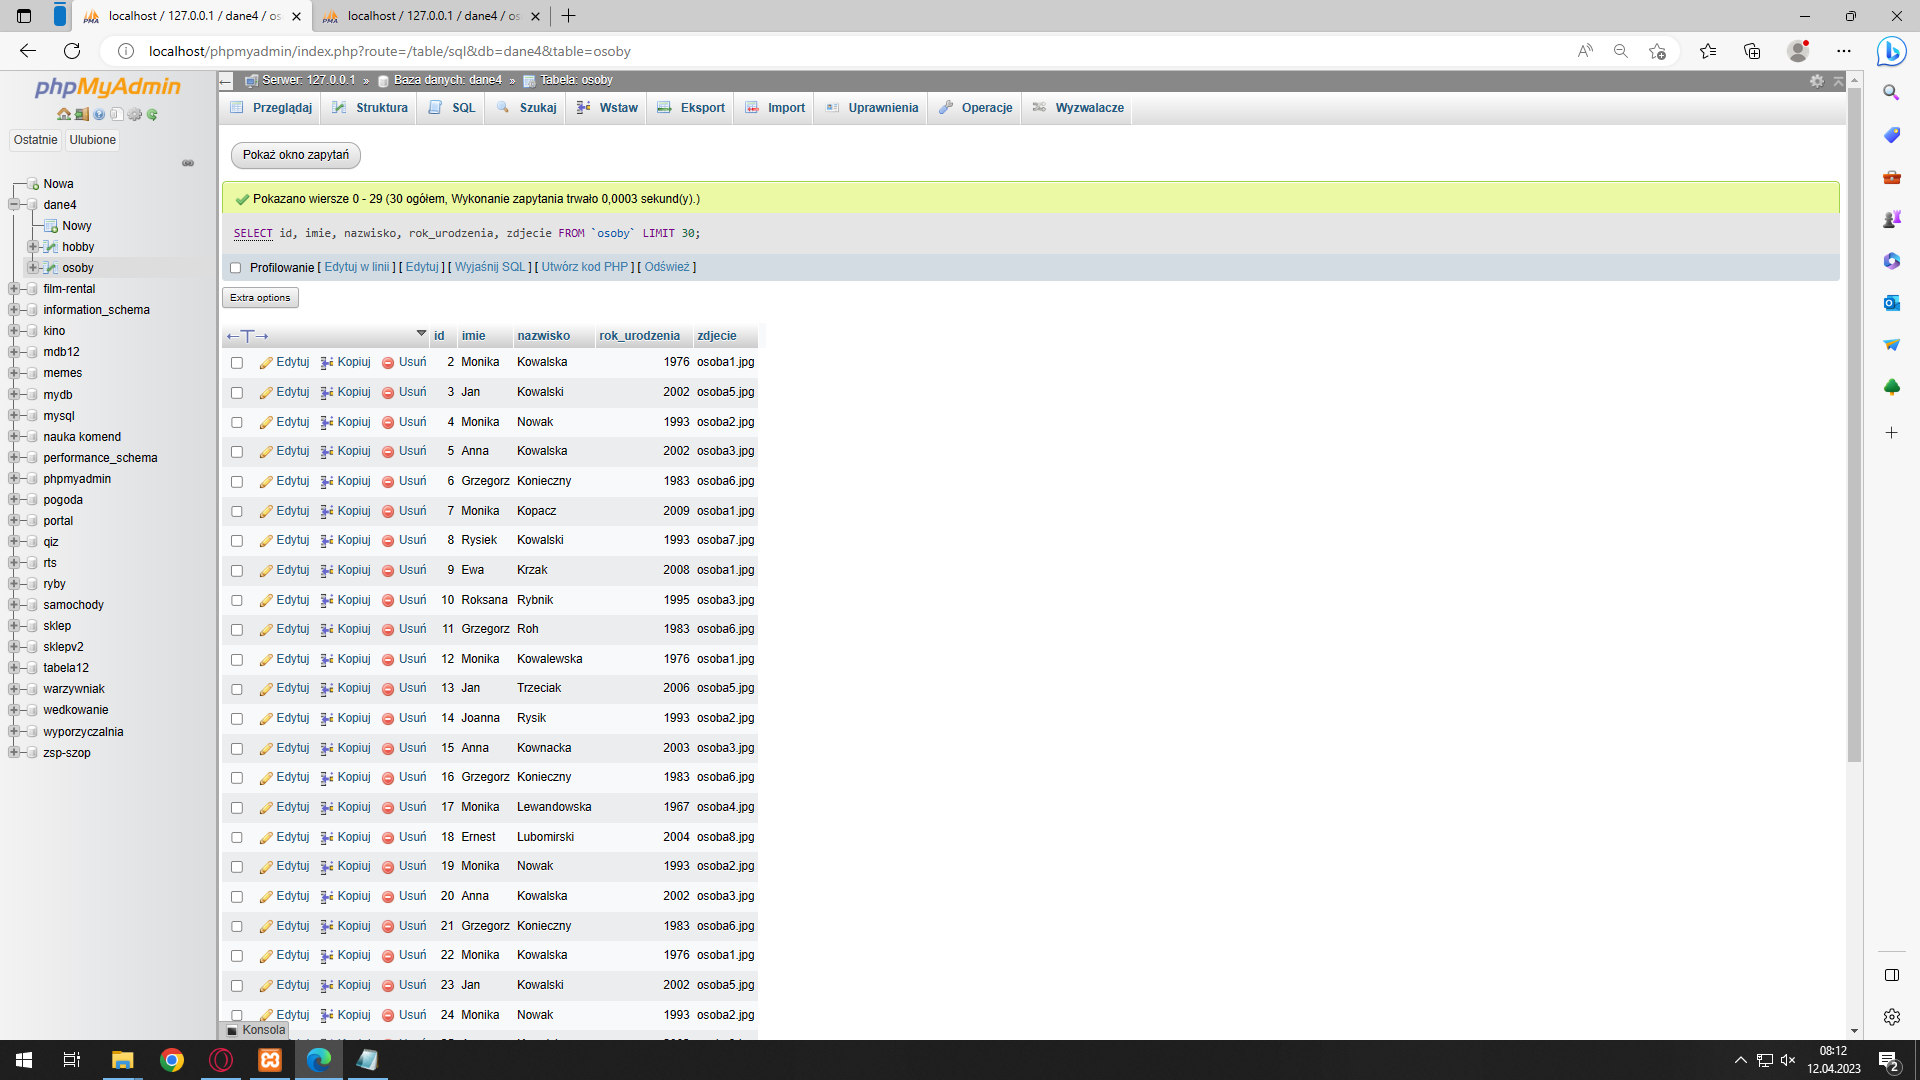 localhost / 127.0.0.1 / dane4 / os
localhost / 127.0.0.1 / dane4 / os
localhost/phpmyadmin/index.php?route=/table/sql&db=dane4&table=osoby
phpMyAdmin
Ostatnie Ulubione
Nowa
dane4
Nowy
hobby
osoby
film-rental
information_schema
kino
mdb12
memes
mydb
mysql
nauka komend
performance_schema
phpmyadmin
pogoda
portal
qiz
rts
ryby
samochody
sklep
sklepv2
tabela12
warzywniak
wedkowanie
wyporzyczalnia
zsp-szop
Serwer: 127.0.0.1 » Baza danych: dane4 » Tabela: osoby
Przeglądaj Struktura SQL Szukaj Wstaw Eksport Import Uprawnienia Operacje Wyzwalacze
Pokaż okno zapytań
Pokazano wiersze 0 - 29 (30 ogółem, Wykonanie zapytania trwało 0,0003 sekund(y).)
SELECT id, imie, nazwisko, rok_urodzenia, zdjecie FROM `osoby` LIMIT 30;
Profilowanie [ Edytuj w linii ] [ Edytuj ] [ Wyjaśnij SQL ] [ Utwórz kod PHP ] [ Odśwież ]
Extra options
←T→ id imie nazwisko rok_urodzenia zdjecie
Edytuj Kopiuj Usuń 2 Monika Kowalska 1976 osoba1.jpg
Edytuj Kopiuj Usuń 3 Jan Kowalski 2002 osoba5.jpg
Edytuj Kopiuj Usuń 4 Monika Nowak 1993 osoba2.jpg
Edytuj Kopiuj Usuń 5 Anna Kowalska 2002 osoba3.jpg
Edytuj Kopiuj Usuń 6 Grzegorz Konieczny 1983 osoba6.jpg
Edytuj Kopiuj Usuń 7 Monika Kopacz 2009 osoba1.jpg
Edytuj Kopiuj Usuń 8 Rysiek Kowalski 1993 osoba7.jpg
Edytuj Kopiuj Usuń 9 Ewa Krzak 2008 osoba1.jpg
Edytuj Kopiuj Usuń 10 Roksana Rybnik 1995 osoba3.jpg
Edytuj Kopiuj Usuń 11 Grzegorz Roh 1983 osoba6.jpg
Edytuj Kopiuj Usuń 12 Monika Kowalewska 1976 osoba1.jpg
Edytuj Kopiuj Usuń 13 Jan Trzeciak 2006 osoba5.jpg
Edytuj Kopiuj Usuń 14 Joanna Rysik 1993 osoba2.jpg
Edytuj Kopiuj Usuń 15 Anna Kownacka 2003 osoba3.jpg
Edytuj Kopiuj Usuń 16 Grzegorz Konieczny 1983 osoba6.jpg
Edytuj Kopiuj Usuń 17 Monika Lewandowska 1967 osoba4.jpg
Edytuj Kopiuj Usuń 18 Ernest Lubomirski 2004 osoba8.jpg
Edytuj Kopiuj Usuń 19 Monika Nowak 1993 osoba2.jpg
Edytuj Kopiuj Usuń 20 Anna Kowalska 2002 osoba3.jpg
Edytuj Kopiuj Usuń 21 Grzegorz Konieczny 1983 osoba6.jpg
Edytuj Kopiuj Usuń 22 Monika Kowalska 1976 osoba1.jpg
Edytuj Kopiuj Usuń 23 Jan Kowalski 2002 osoba5.jpg
Edytuj Kopiuj Usuń 24 Monika Nowak 1993 osoba2.jpg
Konsola
08:12
12.04.2023
2